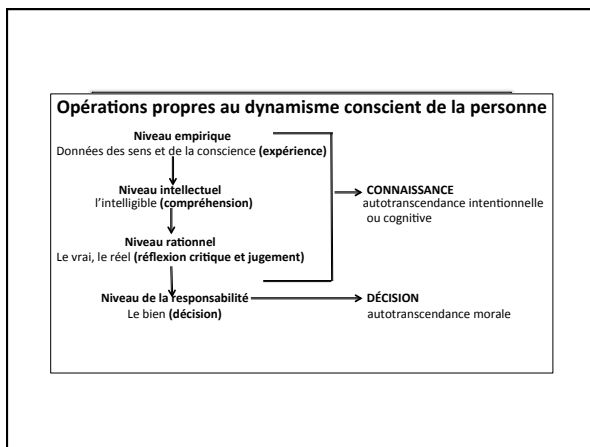 Opérations propres au dynamisme conscient de la personne
Niveau empirique
Données des sens et de la conscience (expérience)
Niveau intellectuel
l'intelligible (compréhension)
Niveau rationnel
Le vrai, le réel (réflexion critique et jugement)
Niveau de la responsabilité
Le bien (décision)
CONNAISSANCE
autotranscendance intentionnelle
ou cognitive
DÉCISION
autotranscendance morale